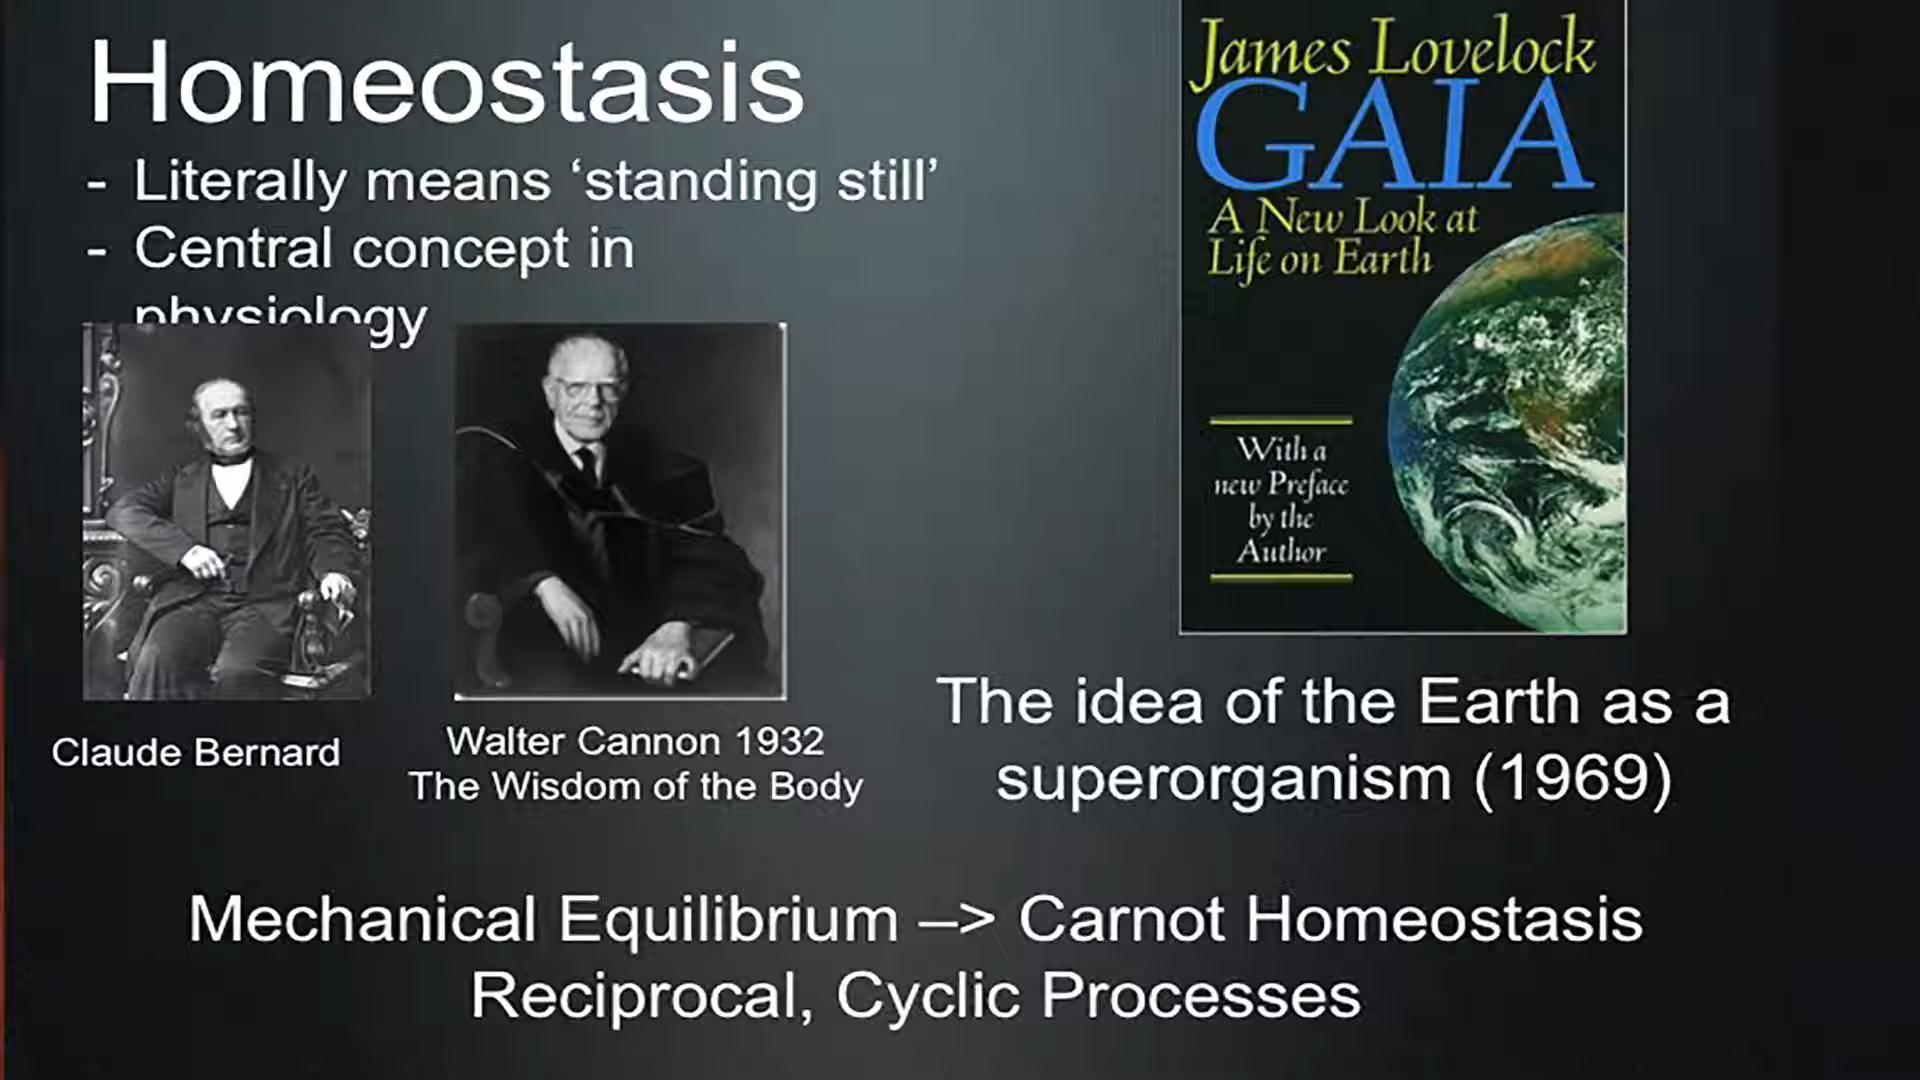 Homeostasis
- Literally means ‘standing still’
- Central concept in
physiology
Claude Bernard
Walter Cannon 1932
The Wisdom of the Body
James Lovelock
GAIA
A New Look at
Life on Earth
With a
new Preface
by the
Author
The idea of the Earth as a
superorganism (1969)
Mechanical Equilibrium –> Carnot Homeostasis
Reciprocal, Cyclic Processes